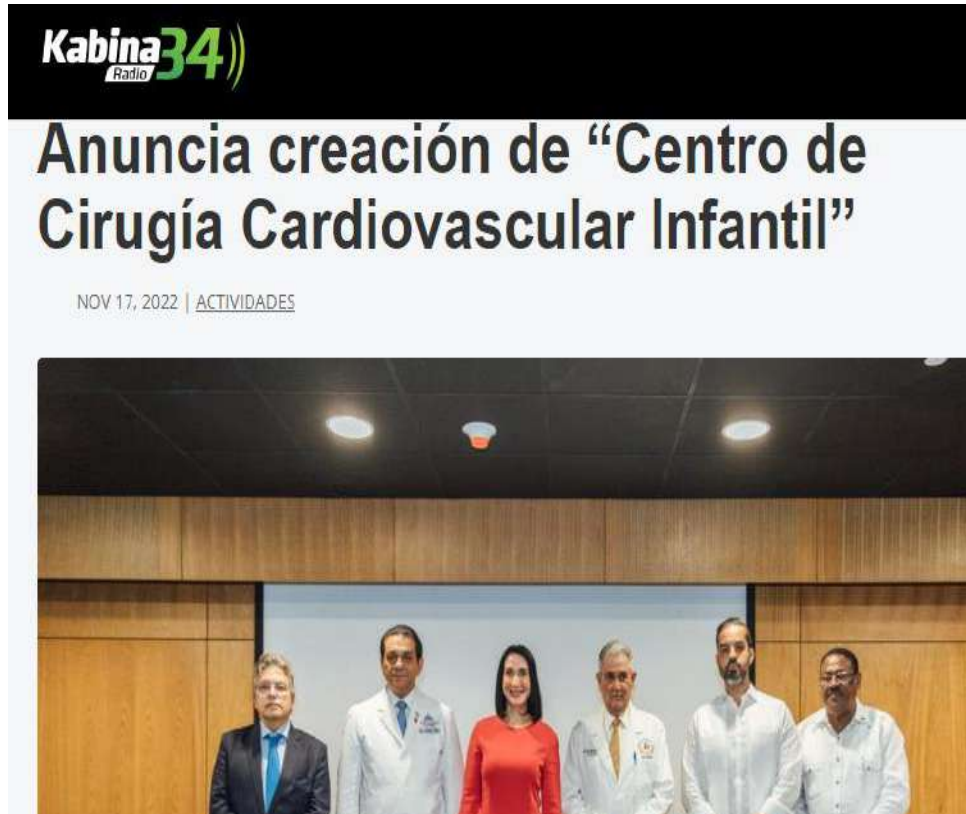 Kabina34
Radio
Anuncia creación de “Centro de
Cirugía Cardiovascular Infantil”
NOV 17, 2022 | ACTIVIDADES